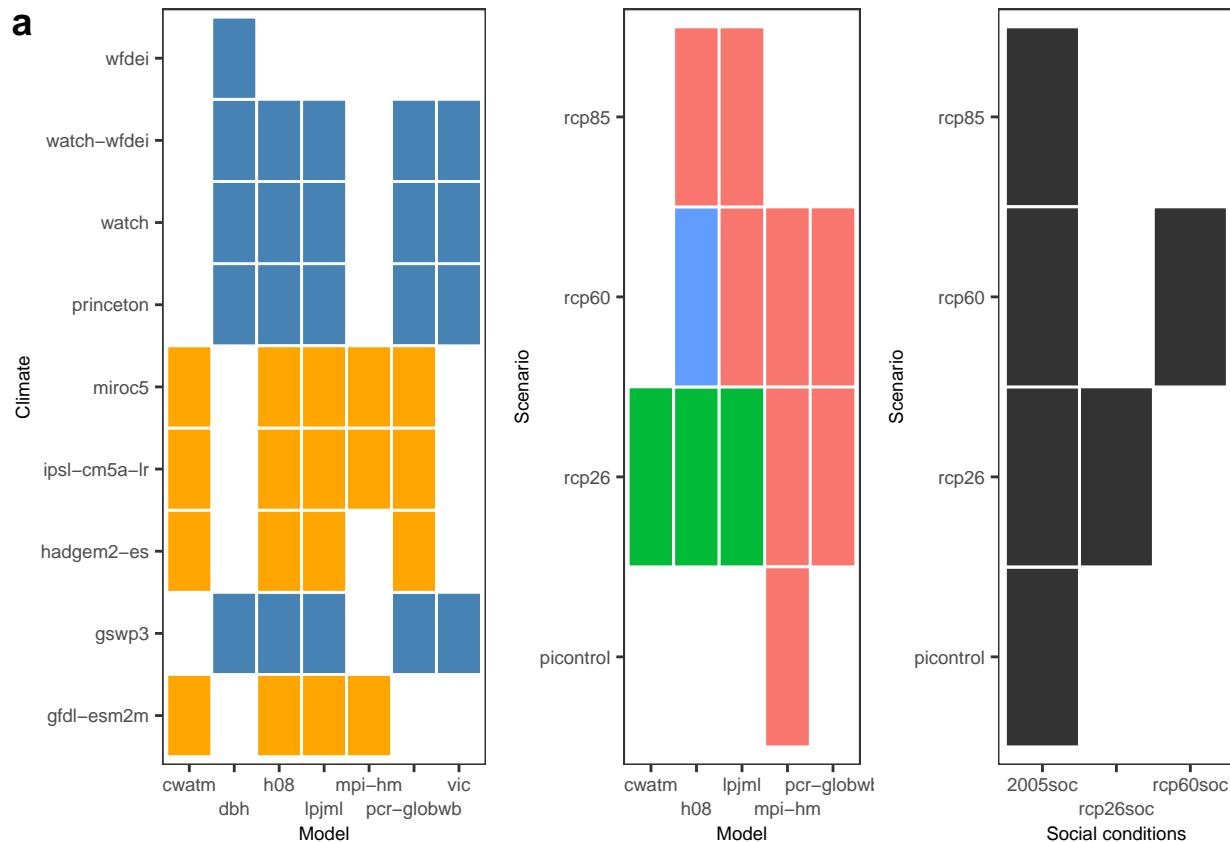 a
wfdei
watch-wfdei
watch
princeton
miroc5
ipsl-cm5a-lr
hadgem2-es
gswp3
gfdl-esm2m
Climate
cwatm
h08
mpi-hm
vic
dbh
lpjml
pcr-globwb
Model
rcp85
rcp60
rcp26
picontrol
Scenario
cwatm
lpjml
pcr-globwl
h08
mpi-hm
Model
rcp85
rcp60
rcp26
picontrol
Scenario
2005soc
rcp60soc
rcp26soc
Social conditions